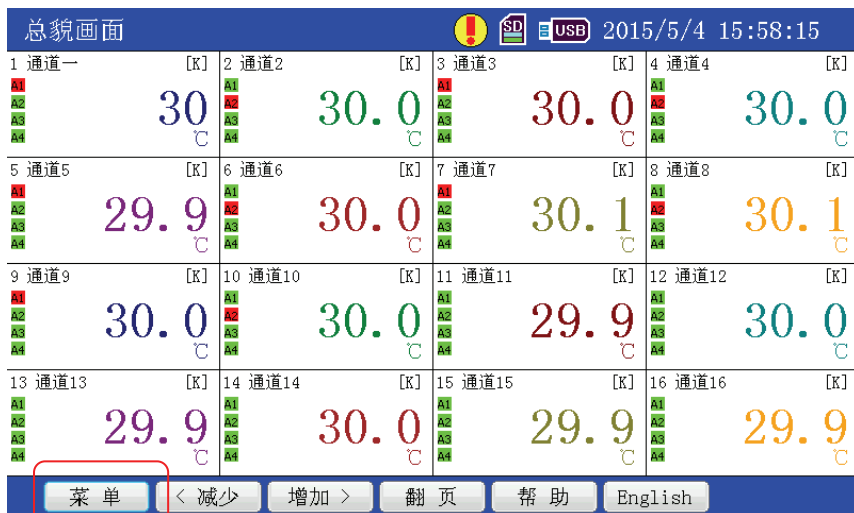 总貌画面 ! SD USB 2015/5/4 15:58:15
1 通道一 [K] 2 通道2 [K] 3 通道3 [K] 4 通道4 [K]
A1 A1 A1 A1
A2 30 A2 30.0 A2 30.0 A2 30.0
A3 A3 A3 A3
A4 ℃ A4 ℃ A4 ℃ A4 ℃
5 通道5 [K] 6 通道6 [K] 7 通道7 [K] 8 通道8 [K]
A1 A1 A1 A1
A2 29.9 A2 30.0 A2 30.1 A2 30.1
A3 A3 A3 A3
A4 ℃ A4 ℃ A4 ℃ A4 ℃
9 通道9 [K] 10 通道10 [K] 11 通道11 [K] 12 通道12 [K]
A1 A1 A1 A1
A2 30.0 A2 30.0 A2 29.9 A2 30.0
A3 A3 A3 A3
A4 ℃ A4 ℃ A4 ℃ A4 ℃
13 通道13 [K] 14 通道14 [K] 15 通道15 [K] 16 通道16 [K]
A1 A1 A1 A1
A2 29.9 A2 30.0 A2 29.9 A2 29.9
A3 A3 A3 A3
A4 ℃ A4 ℃ A4 ℃ A4 ℃
菜 单 < 减少 增加 > 翻 页 帮 助 English